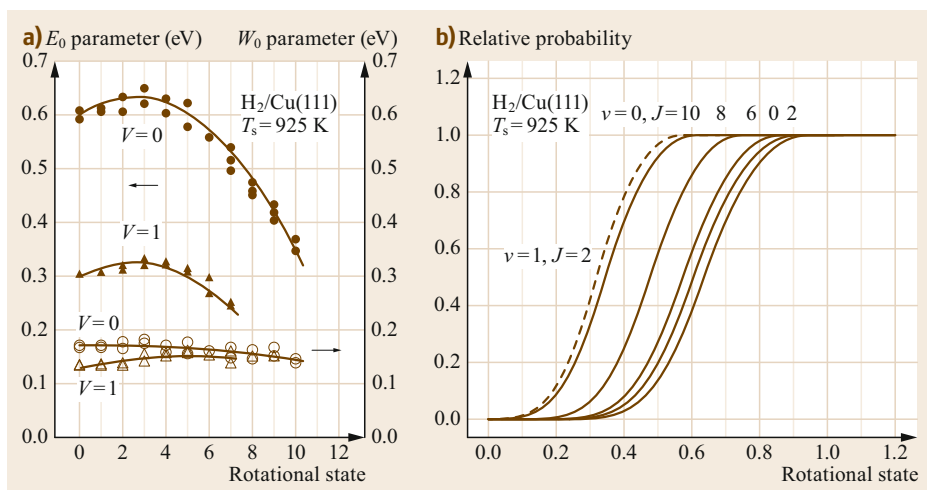 a) E₀ parameter (eV) W₀ parameter (eV)
0.7 0.7
H₂/Cu(111)
Tₛ = 925 K
0.6 0.6
V = 0
0.5 0.5
0.4 0.4
V = 1
0.3 0.3
V = 0
0.2 0.2
0.1 0.1
V = 1
0.0 0.0
0 2 4 6 8 10 12
Rotational state
b) Relative probability
1.2
H₂/Cu(111)
Tₛ = 925 K
v = 0, J = 10 8 6 0 2
1.0
0.8
0.6
v = 1, J = 2
0.4
0.2
0.0
0.0 0.2 0.4 0.6 0.8 1.0 1.2
Rotational state